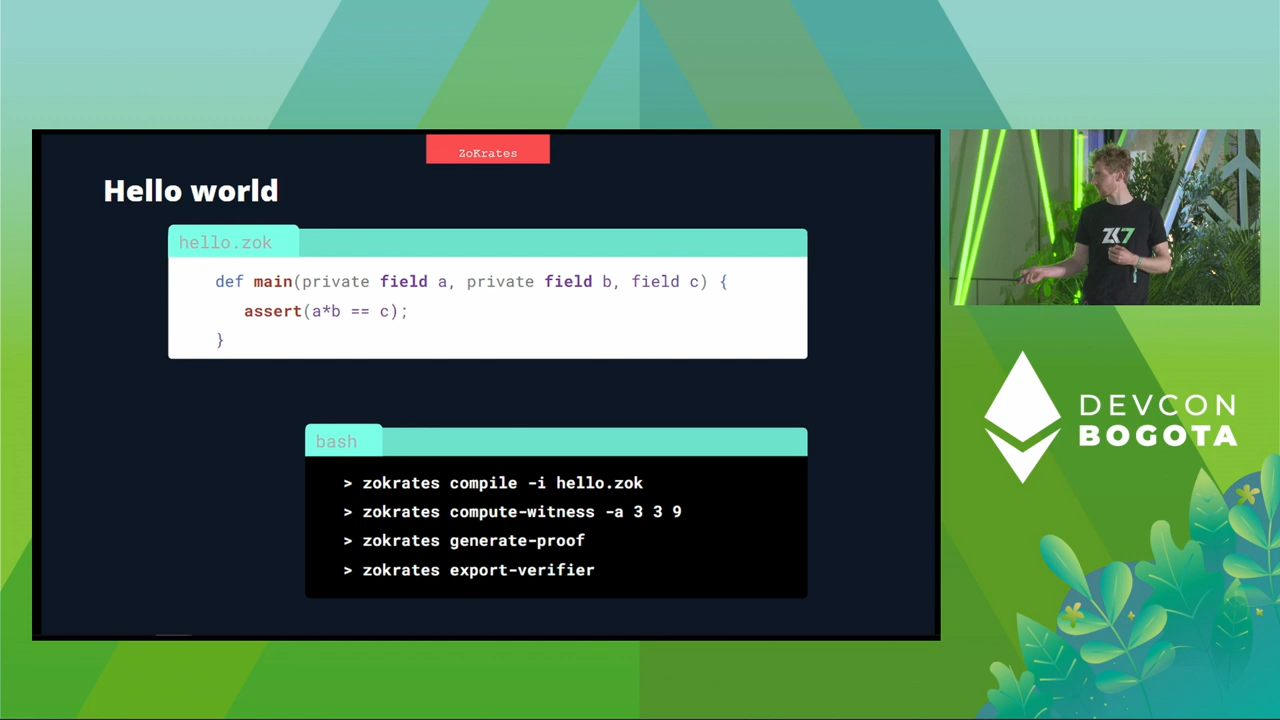 ZoKrates
Hello world
hello.zok
def main(private field a, private field b, field c) {
assert(a*b == c);
}
bash
> zokrates compile -i hello.zok
> zokrates compute-witness -a 3 3 9
> zokrates generate-proof
> zokrates export-verifier
ZK7
DEVCON
BOGOTA